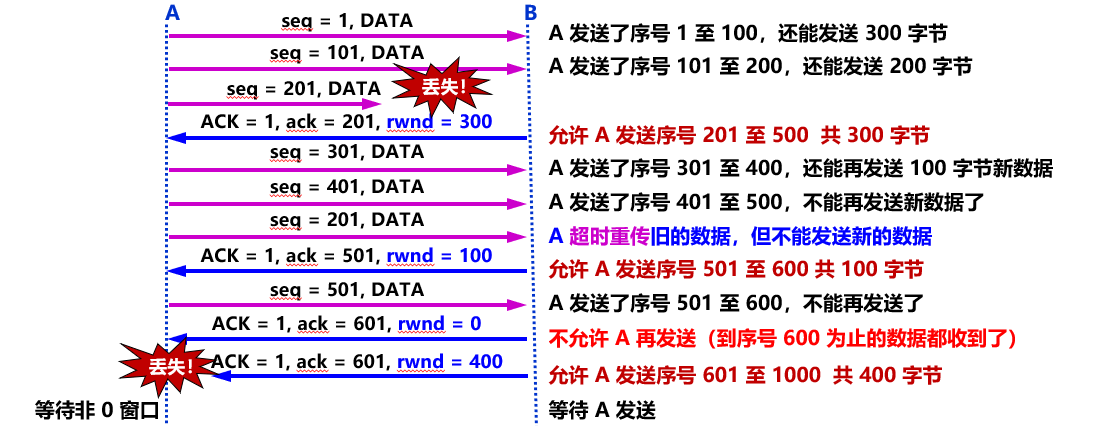 A B
seq = 1, DATA
A 发送了序号 1 至 100，还能发送 300 字节
seq = 101, DATA
A 发送了序号 101 至 200，还能发送 200 字节
丢失！
seq = 201, DATA
ACK = 1, ack = 201, rwnd = 300
允许 A 发送序号 201 至 500 共 300 字节
seq = 301, DATA
A 发送了序号 301 至 400，还能再发送 100 字节新数据
seq = 401, DATA
A 发送了序号 401 至 500，不能再发送新数据了
seq = 201, DATA
A 超时重传旧的数据，但不能发送新的数据
ACK = 1, ack = 501, rwnd = 100
允许 A 发送序号 501 至 600 共 100 字节
seq = 501, DATA
A 发送了序号 501 至 600，不能再发送了
ACK = 1, ack = 601, rwnd = 0
不允许 A 再发送（到序号 600 为止的数据都收到了）
丢失！
ACK = 1, ack = 601, rwnd = 400
允许 A 发送序号 601 至 1000 共 400 字节
等待非 0 窗口
等待 A 发送